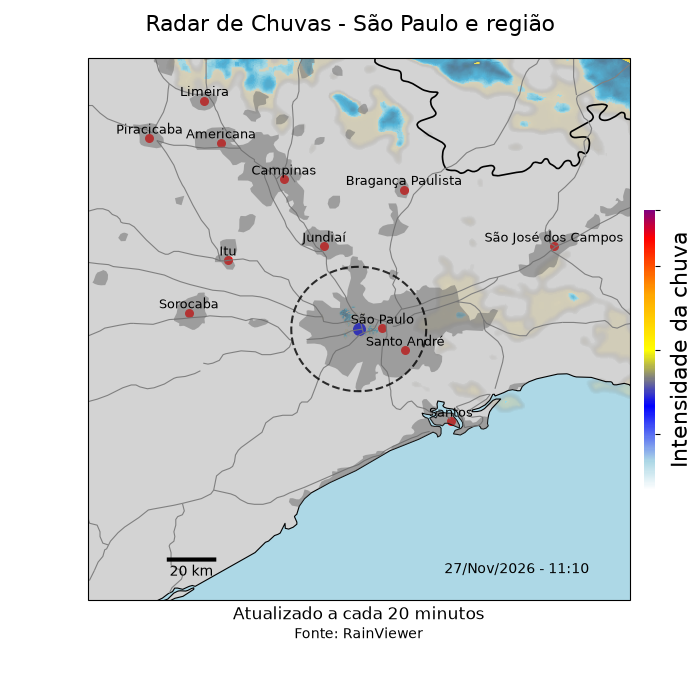 Radar de Chuvas - São Paulo e região
Limeira
Piracicaba
Americana
Campinas
Bragança Paulista
Jundiaí
São José dos Campos
Itu
Sorocaba
São Paulo
Santo André
Santos
Intensidade da chuva
20 km
27/Nov/2026 - 11:10
Atualizado a cada 20 minutos
Fonte: RainViewer